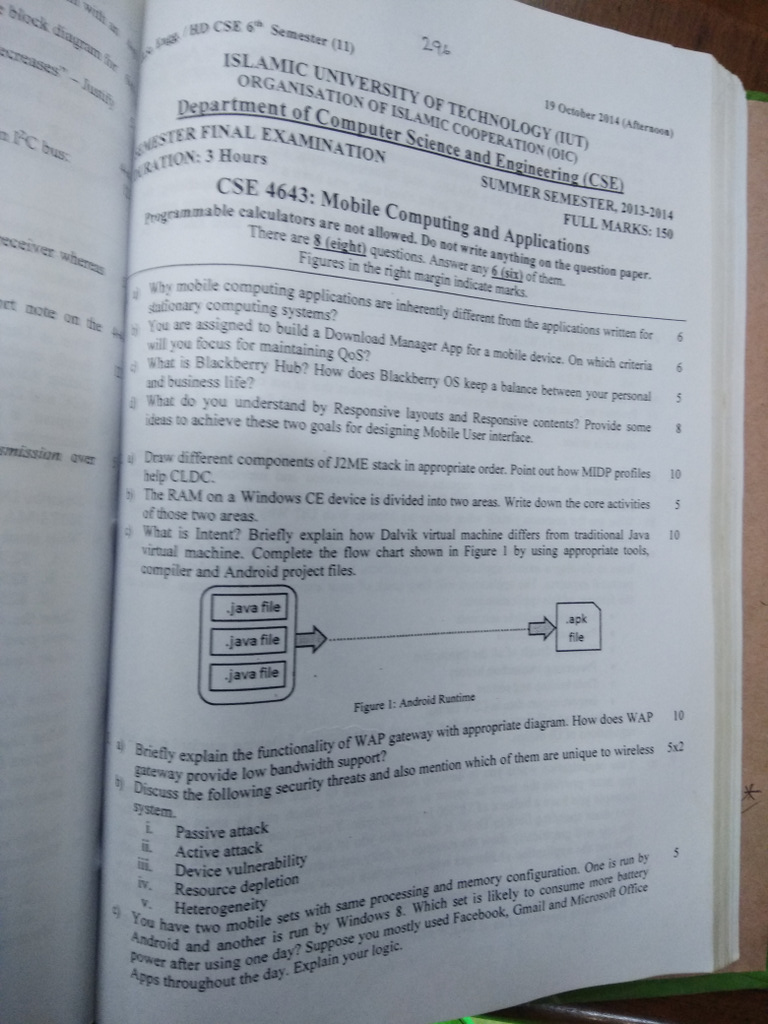 with an
block diagram for
ecreases" – Justify
n I²C bus:
receiver whereas
ect note on the
smission over
Engg. / HD CSE 6th Semester (11)
296
19 October 2014 (Afternoon)
ISLAMIC UNIVERSITY OF TECHNOLOGY (IUT)
ORGANISATION OF ISLAMIC COOPERATION (OIC)
Department of Computer Science and Engineering (CSE)
SEMESTER FINAL EXAMINATION
SUMMER SEMESTER, 2013-2014
DURATION: 3 Hours
FULL MARKS: 150
CSE 4643: Mobile Computing and Applications
Programmable calculators are not allowed. Do not write anything on the question paper.
There are 8 (eight) questions. Answer any 6 (six) of them.
Figures in the right margin indicate marks.
a) Why mobile computing applications are inherently different from the applications written for 6
stationary computing systems?
b) You are assigned to build a Download Manager App for a mobile device. On which criteria 6
will you focus for maintaining QoS?
c) What is Blackberry Hub? How does Blackberry OS keep a balance between your personal 5
and business life?
d) What do you understand by Responsive layouts and Responsive contents? Provide some 8
ideas to achieve these two goals for designing Mobile User interface.
a) Draw different components of J2ME stack in appropriate order. Point out how MIDP profiles 10
help CLDC.
b) The RAM on a Windows CE device is divided into two areas. Write down the core activities 5
of those two areas.
c) What is Intent? Briefly explain how Dalvik virtual machine differs from traditional Java 10
virtual machine. Complete the flow chart shown in Figure 1 by using appropriate tools,
compiler and Android project files.
.java file
.java file
.java file
.apk
file
Figure 1: Android Runtime
a) Briefly explain the functionality of WAP gateway with appropriate diagram. How does WAP 10
gateway provide low bandwidth support?
b) Discuss the following security threats and also mention which of them are unique to wireless 5x2
system.
i. Passive attack
ii. Active attack
iii. Device vulnerability
iv. Resource depletion
v. Heterogeneity
c) You have two mobile sets with same processing and memory configuration. One is run by 5
Android and another is run by Windows 8. Which set is likely to consume more battery
power after using one day? Suppose you mostly used Facebook, Gmail and Microsoft Office
Apps throughout the day. Explain your logic.